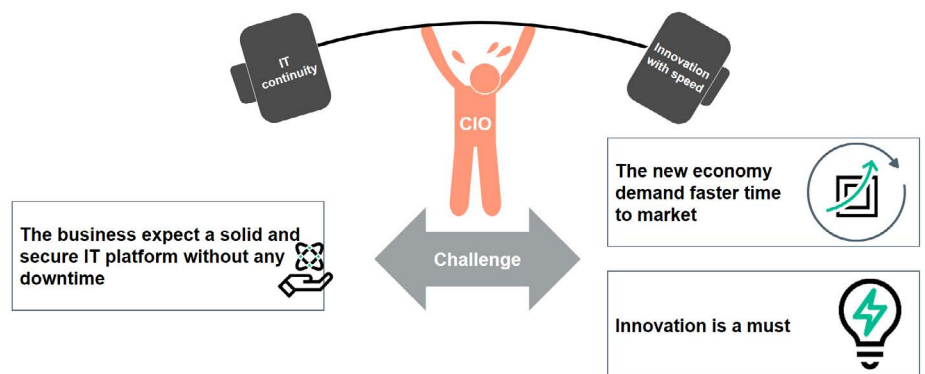 IT
continuity
Innovation
with speed
CIO
The new economy
demand faster time
to market
The business expect a solid and
secure IT platform without any
downtime
Challenge
Innovation is a must